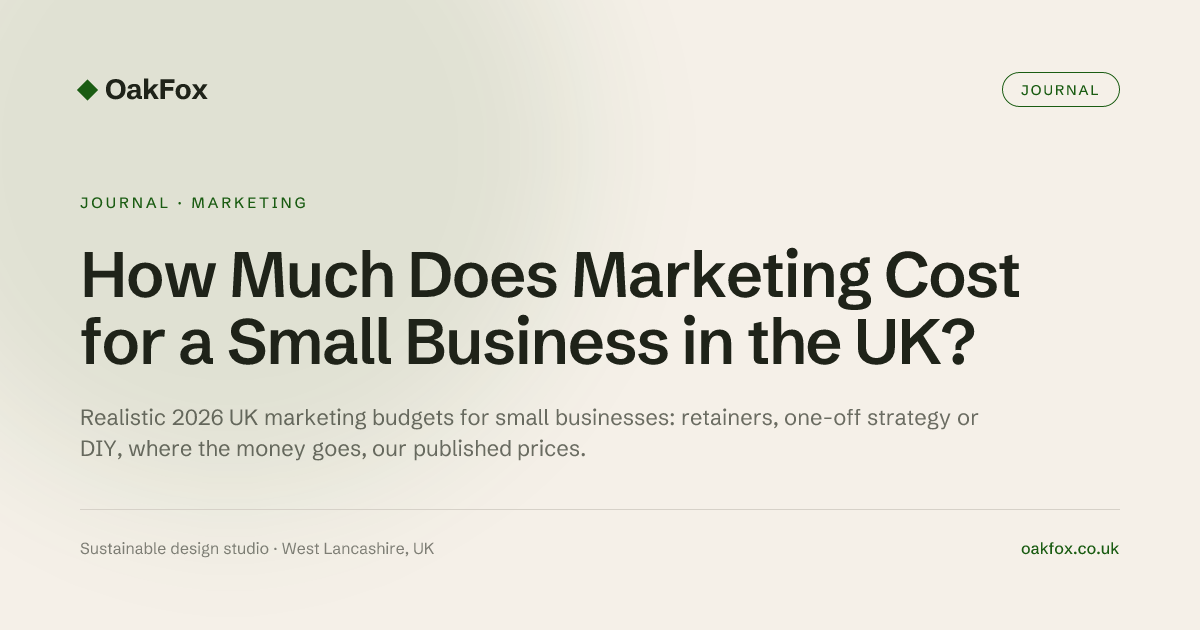 OakFox
JOURNAL
JOURNAL · MARKETING
How Much Does Marketing Cost
for a Small Business in the UK?
Realistic 2026 UK marketing budgets for small businesses: retainers, one-off strategy or
DIY, where the money goes, our published prices.
Sustainable design studio · West Lancashire, UK
oakfox.co.uk